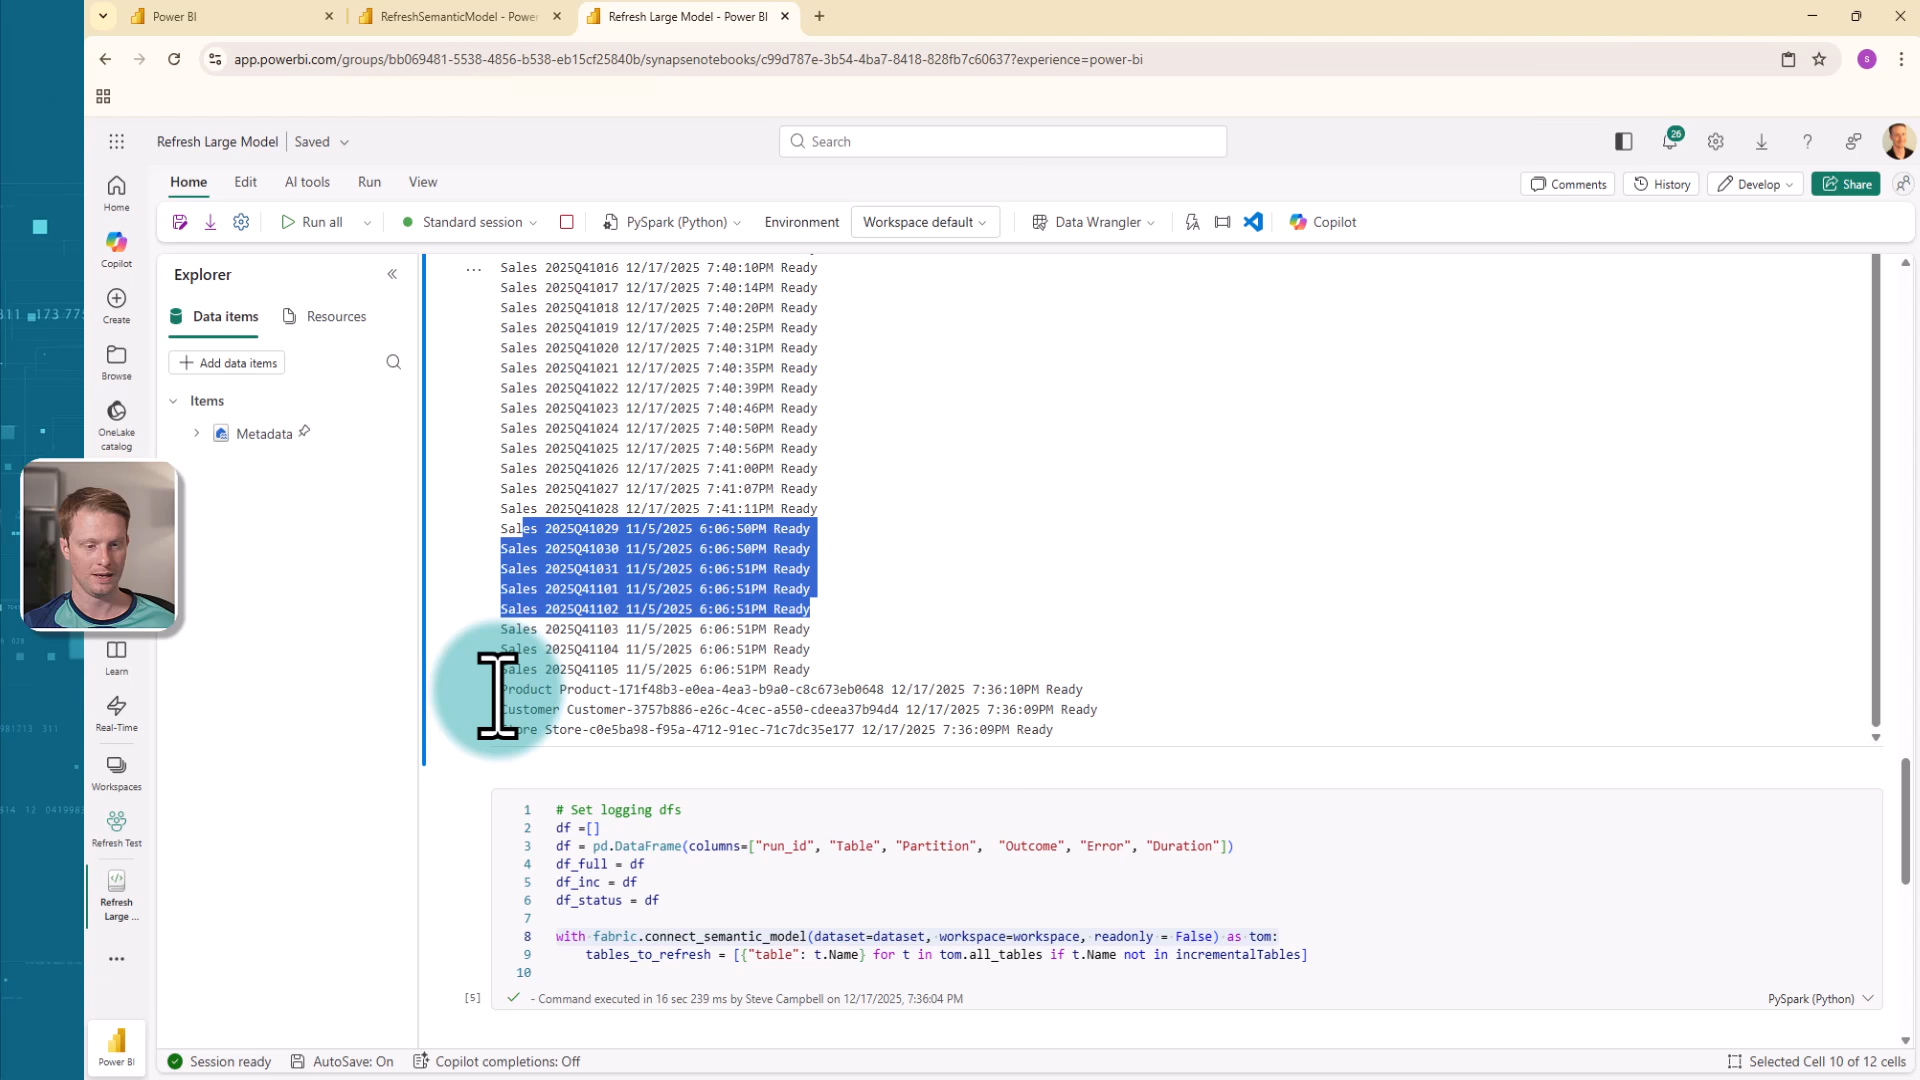 Power BI
RefreshSemanticModel - Power
Refresh Large Model - Power BI
app.powerbi.com/groups/bb069481-5538-4856-b538-eb15cf25840b/synapsenotebooks/c99d787e-3b54-4ba7-8418-828fb7c60637?experience=power-bi
S
Refresh Large Model
Saved
Search
26
Home
Edit
AI tools
Run
View
Comments
History
Develop
Share
Run all
Standard session
PySpark (Python)
Environment
Workspace default
Data Wrangler
Copilot
Home
Copilot
Create
Browse
OneLake
catalog
Learn
Real-Time
Workspaces
Refresh Test
Refresh
Large ...
Power BI
Explorer
Data items
Resources
Add data items
Items
Metadata
Sales 2025Q41016 12/17/2025 7:40:10PM Ready
Sales 2025Q41017 12/17/2025 7:40:14PM Ready
Sales 2025Q41018 12/17/2025 7:40:20PM Ready
Sales 2025Q41019 12/17/2025 7:40:25PM Ready
Sales 2025Q41020 12/17/2025 7:40:31PM Ready
Sales 2025Q41021 12/17/2025 7:40:35PM Ready
Sales 2025Q41022 12/17/2025 7:40:39PM Ready
Sales 2025Q41023 12/17/2025 7:40:46PM Ready
Sales 2025Q41024 12/17/2025 7:40:50PM Ready
Sales 2025Q41025 12/17/2025 7:40:56PM Ready
Sales 2025Q41026 12/17/2025 7:41:00PM Ready
Sales 2025Q41027 12/17/2025 7:41:07PM Ready
Sales 2025Q41028 12/17/2025 7:41:11PM Ready
Sales 2025Q41029 11/5/2025 6:06:50PM Ready
Sales 2025Q41030 11/5/2025 6:06:50PM Ready
Sales 2025Q41031 11/5/2025 6:06:51PM Ready
Sales 2025Q41101 11/5/2025 6:06:51PM Ready
Sales 2025Q41102 11/5/2025 6:06:51PM Ready
Sales 2025Q41103 11/5/2025 6:06:51PM Ready
Sales 2025Q41104 11/5/2025 6:06:51PM Ready
Sales 2025Q41105 11/5/2025 6:06:51PM Ready
Product Product-171f48b3-e0ea-4ea3-b9a0-c8c673eb0648 12/17/2025 7:36:10PM Ready
Customer Customer-3757b886-e26c-4cec-a550-cdeea37b94d4 12/17/2025 7:36:09PM Ready
Store Store-c0e5ba98-f95a-4712-91ec-71c7dc35e177 12/17/2025 7:36:09PM Ready
1 # Set logging dfs
2 df =[]
3 df = pd.DataFrame(columns=["run_id", "Table", "Partition",  "Outcome", "Error", "Duration"])
4 df_full = df
5 df_inc = df
6 df_status = df
7
8 with fabric.connect_semantic_model(dataset=dataset, workspace=workspace, readonly = False) as tom:
9     tables_to_refresh = [{"table": t.Name} for t in tom.all_tables if t.Name not in incrementalTables]
10
[5] - Command executed in 16 sec 239 ms by Steve Campbell on 12/17/2025, 7:36:04 PM
PySpark (Python)
Session ready
AutoSave: On
Copilot completions: Off
Selected Cell 10 of 12 cells